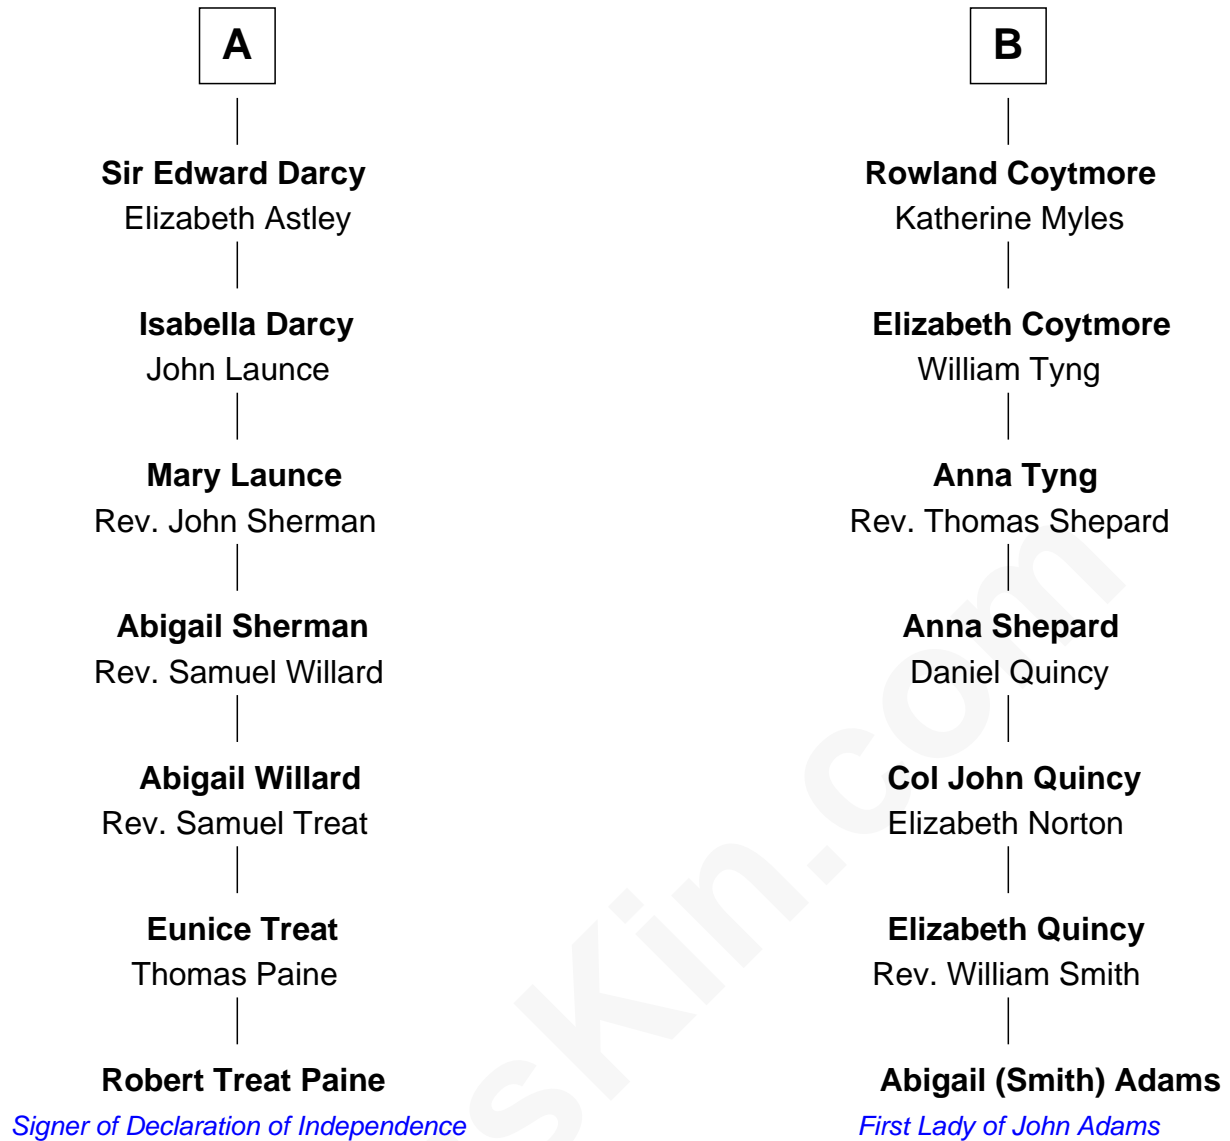 A
Sir Edward Darcy
Elizabeth Astley
Isabella Darcy
John Launce
Mary Launce
Rev. John Sherman
Abigail Sherman
Rev. Samuel Willard
Abigail Willard
Rev. Samuel Treat
Eunice Treat
Thomas Paine
Robert Treat Paine
Signer of Declaration of Independence
B
Rowland Coytmore
Katherine Myles
Elizabeth Coytmore
William Tyng
Anna Tyng
Rev. Thomas Shepard
Anna Shepard
Daniel Quincy
Col John Quincy
Elizabeth Norton
Elizabeth Quincy
Rev. William Smith
Abigail (Smith) Adams
First Lady of John Adams
sKin.com